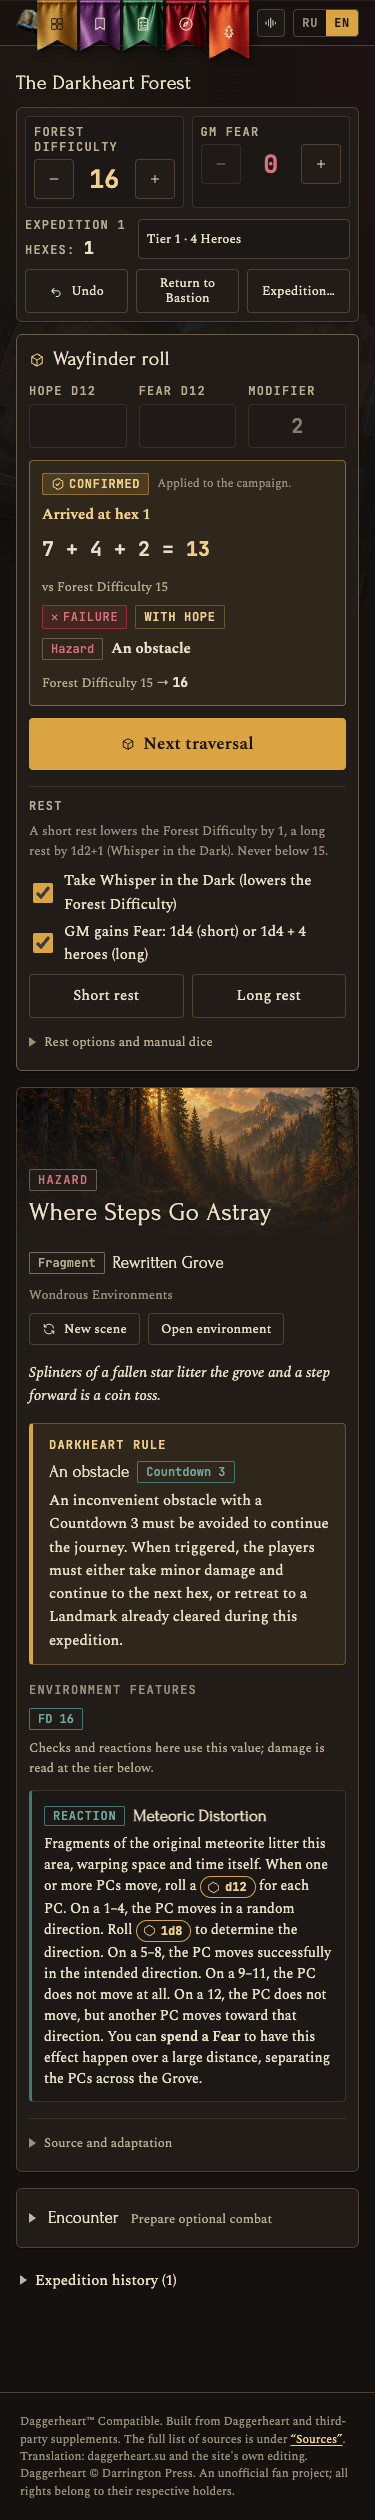 RU EN
The Darkheart Forest
FOREST
DIFFICULTY
GM FEAR
− 16 +
− 0 +
EXPEDITION 1
HEXES: 1
Tier 1 · 4 Heroes
Undo
Return to
Bastion
Expedition…
Wayfinder roll
HOPE D12 FEAR D12 MODIFIER
2
CONFIRMED Applied to the campaign.
Arrived at hex 1
7 + 4 + 2 = 13
vs Forest Difficulty 15
× FAILURE WITH HOPE
Hazard An obstacle
Forest Difficulty 15 → 16
Next traversal
REST
A short rest lowers the Forest Difficulty by 1, a long
rest by 1d2+1 (Whisper in the Dark). Never below 15.
Take Whisper in the Dark (lowers the
Forest Difficulty)
GM gains Fear: 1d4 (short) or 1d4 + 4
heroes (long)
Short rest Long rest
Rest options and manual dice
HAZARD
Where Steps Go Astray
Fragment Rewritten Grove
Wondrous Environments
New scene Open environment
Splinters of a fallen star litter the grove and a step
forward is a coin toss.
DARKHEART RULE
An obstacle Countdown 3
An inconvenient obstacle with a
Countdown 3 must be avoided to continue
the journey. When triggered, the players
must either take minor damage and
continue to the next hex, or retreat to a
Landmark already cleared during this
expedition.
ENVIRONMENT FEATURES
FD 16
Checks and reactions here use this value; damage is
read at the tier below.
REACTION Meteoric Distortion
Fragments of the original meteorite litter this
area, warping space and time itself. When one
or more PCs move, roll a d12 for each
PC. On a 1–4, the PC moves in a random
direction. Roll 1d8 to determine the
direction. On a 5–8, the PC moves successfully
in the intended direction. On a 9–11, the PC
does not move at all. On a 12, the PC does not
move, but another PC moves toward that
direction. You can spend a Fear to have this
effect happen over a large distance, separating
the PCs across the Grove.
Source and adaptation
Encounter Prepare optional combat
Expedition history (1)
Daggerheart™ Compatible. Built from Daggerheart and third-
party supplements. The full list of sources is under “Sources”.
Translation: daggerheart.su and the site's own editing.
Daggerheart © Darrington Press. An unofficial fan project; all
rights belong to their respective holders.